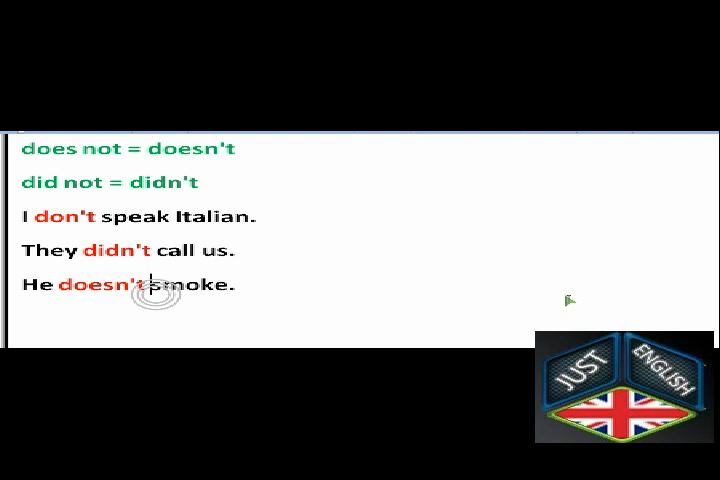 does not = doesn't
did not = didn't
I don't speak Italian.
They didn't call us.
He doesn't smoke.
JUST ENGLISH